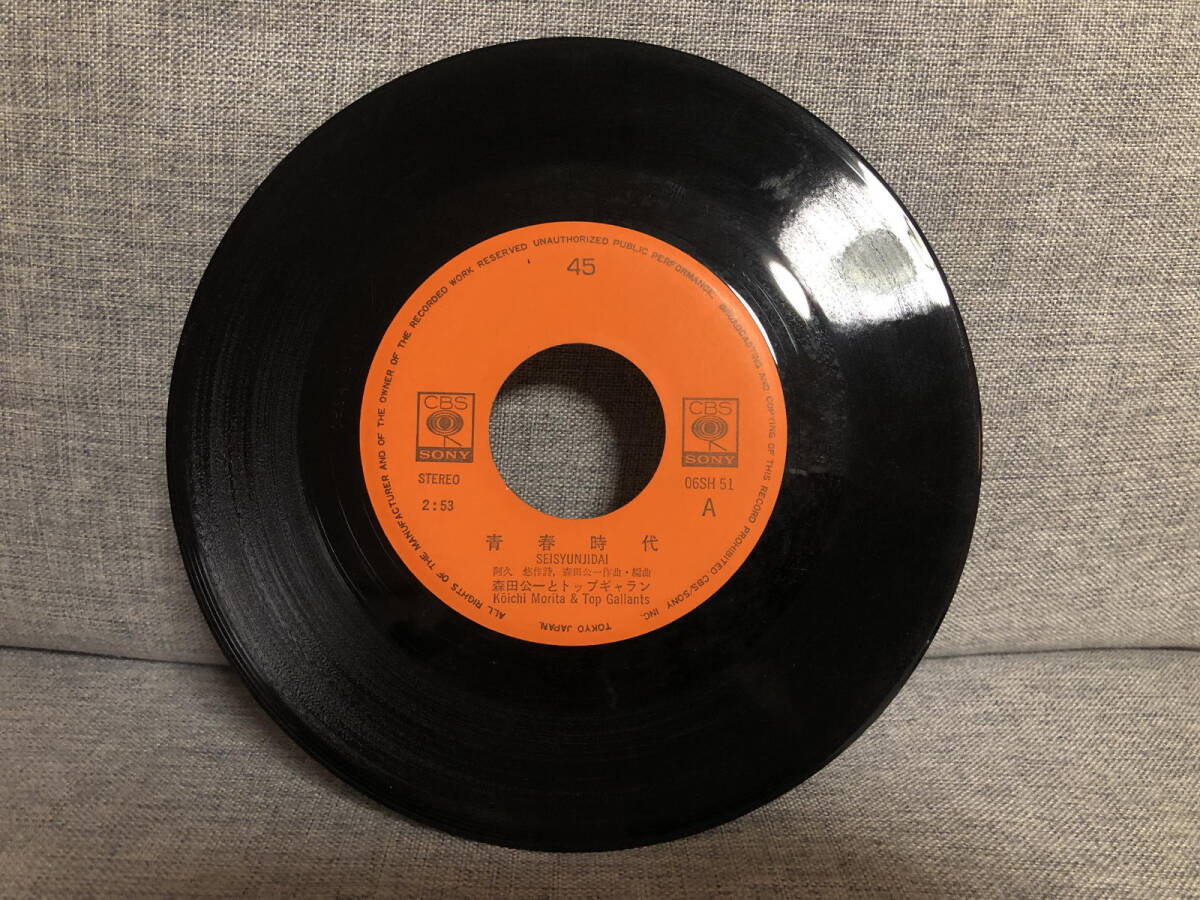 ALL RIGHTS OF THE MANUFACTURER AND OF THE OWNER OF THE RECORDED WORK RESERVED UNAUTHORIZED PUBLIC PERFORMANCE, BROADCASTING AND COPYING OF THIS RECORD PROHIBITED CBS/SONY INC. TOKYO JAPAN.
45
CBS
SONY
CBS
SONY
STEREO
2:53
06SH 51
A
青春時代
SEISYUNJIDAI
阿久 悠作詩、森田公一作曲・編曲
森田公一とトップギャラン
Kōichi Morita & Top Gallants